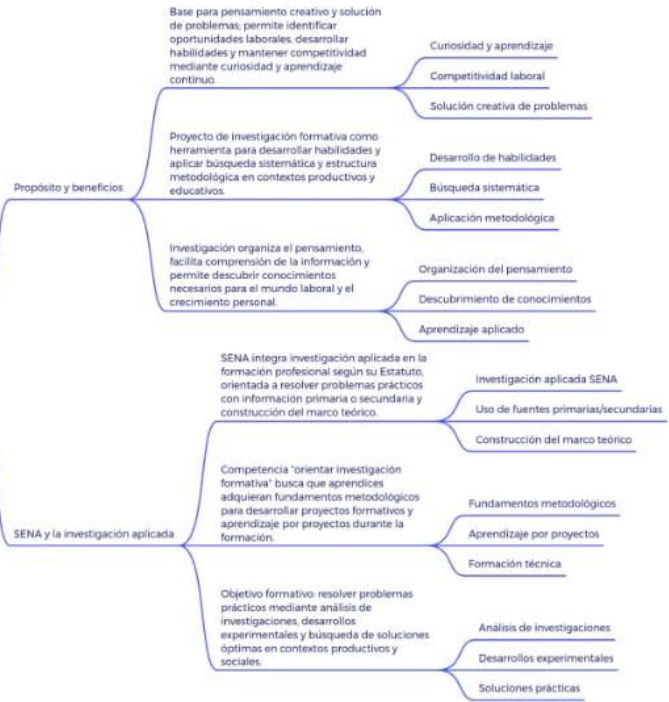 Base para pensamiento creativo y solución
de problemas; permite identificar
oportunidades laborales, desarrollar
habilidades y mantener competitividad
mediante curiosidad y aprendizaje
continuo.
Curiosidad y aprendizaje
Competitividad laboral
Solución creativa de problemas
Proyecto de investigación formativa como
herramienta para desarrollar habilidades y
aplicar búsqueda sistemática y estructura
metodológica en contextos productivos y
educativos.
Desarrollo de habilidades
Búsqueda sistemática
Aplicación metodológica
Propósito y beneficios
Investigación organiza el pensamiento,
facilita comprensión de la información y
permite descubrir conocimientos
necesarios para el mundo laboral y el
crecimiento personal.
Organización del pensamiento
Descubrimiento de conocimientos
Aprendizaje aplicado
SENA integra investigación aplicada en la
formación profesional según su Estatuto,
orientada a resolver problemas prácticos
con información primaria o secundaria y
construcción del marco teórico.
Investigación aplicada SENA
Uso de fuentes primarias/secundarias
Construcción del marco teórico
Competencia "orientar investigación
formativa" busca que aprendices
adquieran fundamentos metodológicos
para desarrollar proyectos formativos y
aprendizaje por proyectos durante la
formación.
Fundamentos metodológicos
Aprendizaje por proyectos
Formación técnica
SENA y la investigación aplicada
Objetivo formativo: resolver problemas
prácticos mediante análisis de
investigaciones, desarrollos
experimentales y búsqueda de soluciones
óptimas en contextos productivos y
sociales.
Análisis de investigaciones
Desarrollos experimentales
Soluciones prácticas